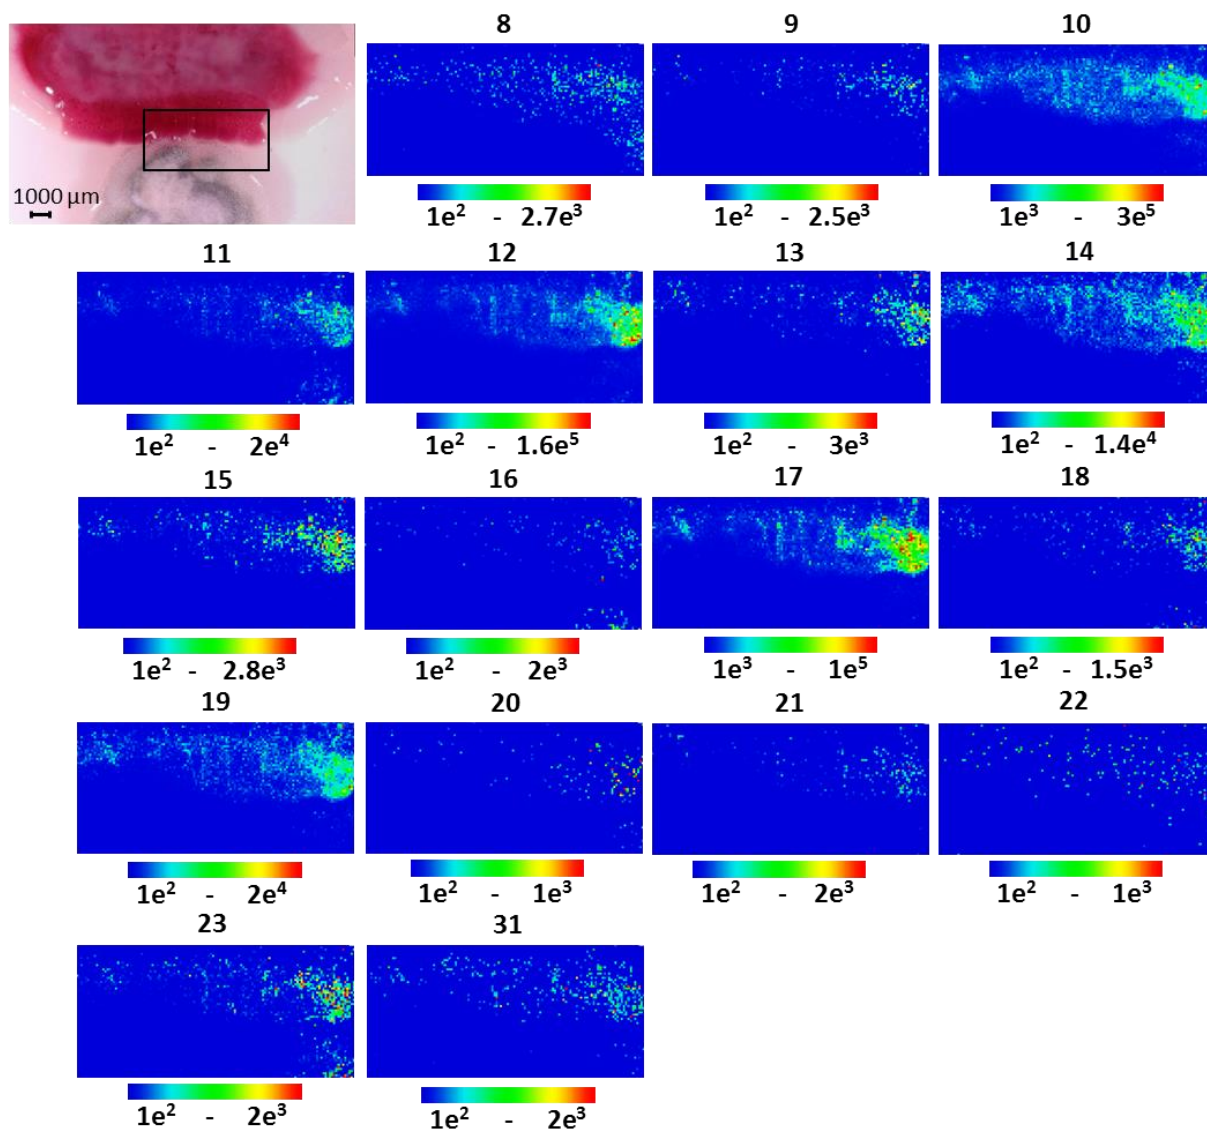 8 9 10
1000 µm
1e² - 2.7e³ 1e² - 2.5e³ 1e³ - 3e⁵
11 12 13 14
1e² - 2e⁴ 1e² - 1.6e⁵ 1e² - 3e³ 1e² - 1.4e⁴
15 16 17 18
1e² - 2.8e³ 1e² - 2e³ 1e³ - 1e⁵ 1e² - 1.5e³
19 20 21 22
1e² - 2e⁴ 1e² - 1e³ 1e² - 2e³ 1e² - 1e³
23 31
1e² - 2e³ 1e² - 2e³